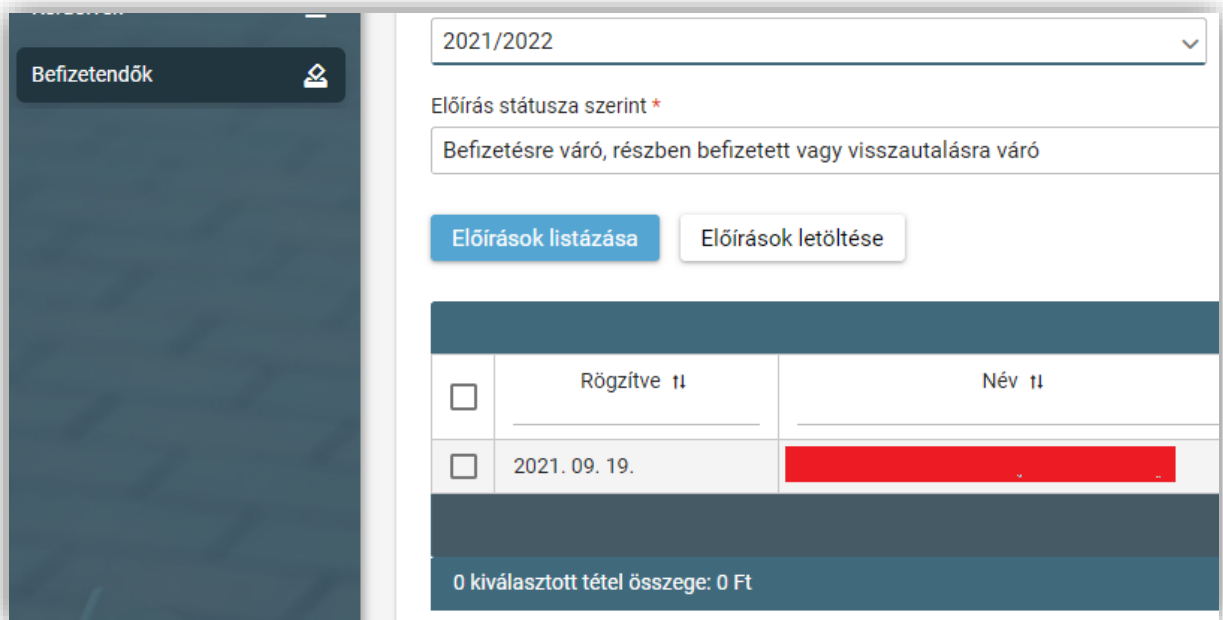 Befizetendők
2021/2022
Előírás státusza szerint *
Befizetésre váró, részben befizetett vagy visszautalásra váró
Előírások listázása
Előírások letöltése
Rögzítve
Név
2021. 09. 19.
0 kiválasztott tétel összege: 0 Ft